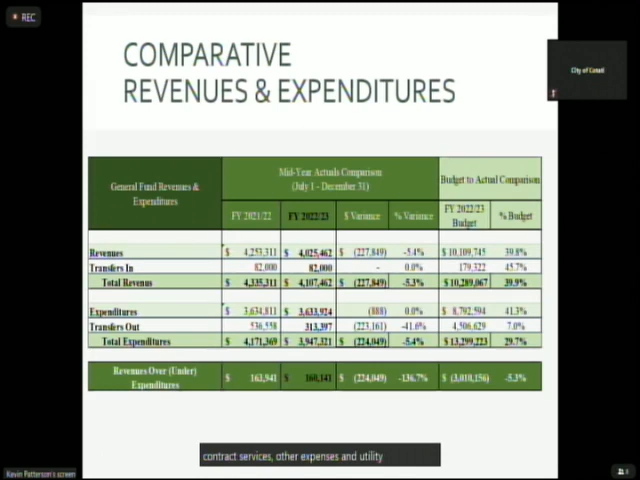 REC
COMPARATIVE
REVENUES & EXPENDITURES
City of Cotati
General Fund Revenues & Expenditures
Mid-Year Actuals Comparison
(July 1 - December 31)
Budget to Actual Comparison
FY 2021/22 FY 2022/23 $ Variance % Variance FY 2022/23 Budget % Budget
Revenues $ 4,253,311 $ 4,025,462 $ (227,849) -5.4% $ 10,109,745 39.8%
Transfers In 82,000 82,000 - 0.0% 179,322 45.7%
Total Revenus $ 4,335,311 $ 4,107,462 $ (227,849) -5.3% $ 10,289,067 39.9%
Expenditures $ 3,634,811 $ 3,633,924 $ (888) 0.0% $ 8,792,594 41.3%
Transfers Out 536,558 313,397 (223,161) -41.6% 4,506,629 7.0%
Total Expenditures $ 4,171,369 $ 3,947,321 $ (224,049) -5.4% $ 13,299,223 29.7%
Revenues Over (Under) Expenditures $ 163,941 $ 160,141 $ (224,049) -136.7% $ (3,010,156) -5.3%
contract services, other expenses and utility
Kevin Patterson's screen